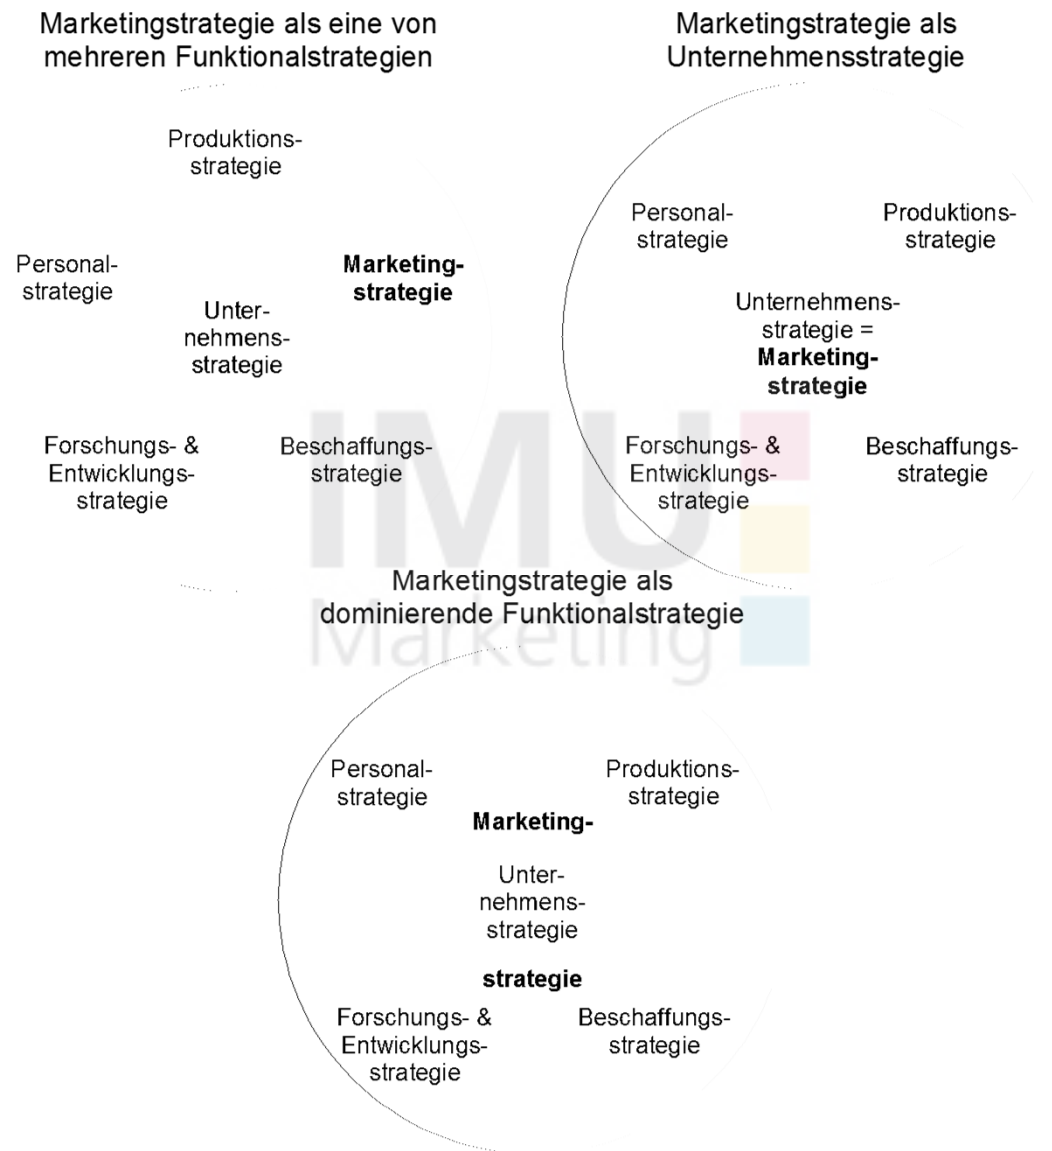 Marketingstrategie als eine von
mehreren Funktionalstrategien
Produktions-
strategie
Personal-
strategie
Marketing-
strategie
Unter-
nehmens-
strategie
Forschungs- &
Entwicklungs-
strategie
Beschaffungs-
strategie
Marketingstrategie als
Unternehmensstrategie
Personal-
strategie
Produktions-
strategie
Unternehmens-
strategie =
Marketing-
strategie
Forschungs- &
Entwicklungs-
strategie
Beschaffungs-
strategie
IMU
Marketing
Marketingstrategie als
dominierende Funktionalstrategie
Personal-
strategie
Produktions-
strategie
Marketing-
Unter-
nehmens-
strategie
strategie
Forschungs- &
Entwicklungs-
strategie
Beschaffungs-
strategie